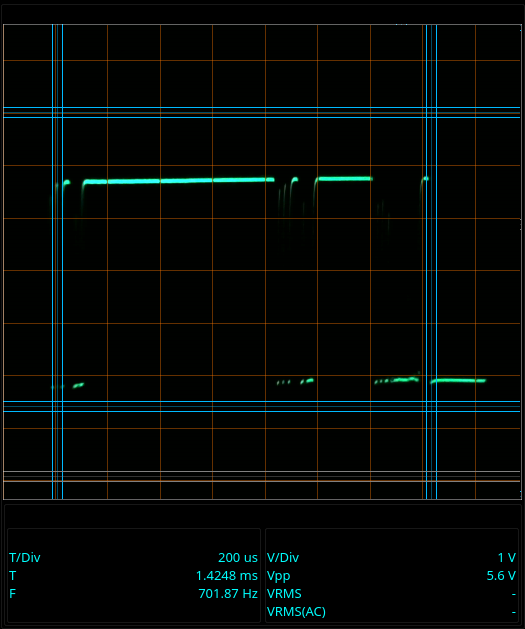 T/Div 200 us V/Div 1 V
T 1.4248 ms Vpp 5.6 V
F 701.87 Hz VRMS -
VRMS(AC) -